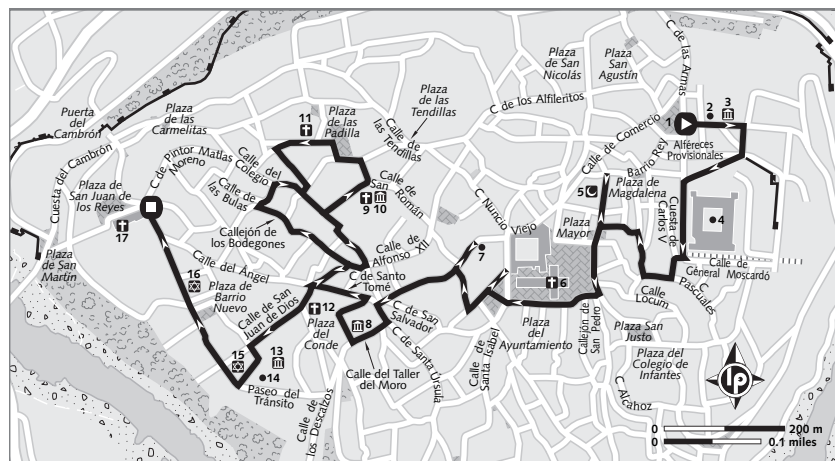 Plaza
de San
Nicolás
Plaza
San
Agustín
C de las Armas
C de los Alfileritos
Plaza
de las
Tendillas
Calle de
las Tendillas
Plaza
de las
Padilla
11
Puerta
del Cambrón
Plaza
de las
Carmelitas
Cuesta del Cambrón
C de Pintor Matías
Moreno
Calle del
Colegio
Calle de
las Bulas
Plaza de
San Juan de
los Reyes
17
Plaza
de San
Martín
Callejón de
los Bodegones
9
10
Calle de
San
Román
Calle de
Alfonso XII
C Nuncio
Viejo
1
2
3
Calle de Comercio
Alféreces
Provisionales
Barrio Rey
5
Plaza de
Magdalena
Plaza
Mayor
Cuesta de
Carlos V
4
Calle de
General Moscardó
C
Pascuales
Calle
Locum
6
7
16
Calle del Ángel
Plaza de
Barrio
Nuevo
C de Santo
Tomé
Calle de San
Juan de Dios
12
Plaza
del
Conde
8
C de San
Salvador
C de Santa Úrsula
Calle del Taller
del Moro
Calle de
Santa Isabel
Plaza
del
Ayuntamiento
Callejón de
San Pedro
Plaza San
Justo
Plaza del
Colegio de
Infantes
C Alcahoz
15
13
14
Paseo del
Tránsito
Calle de
los Descalzos
LP
0
200 m
0
0.1 miles